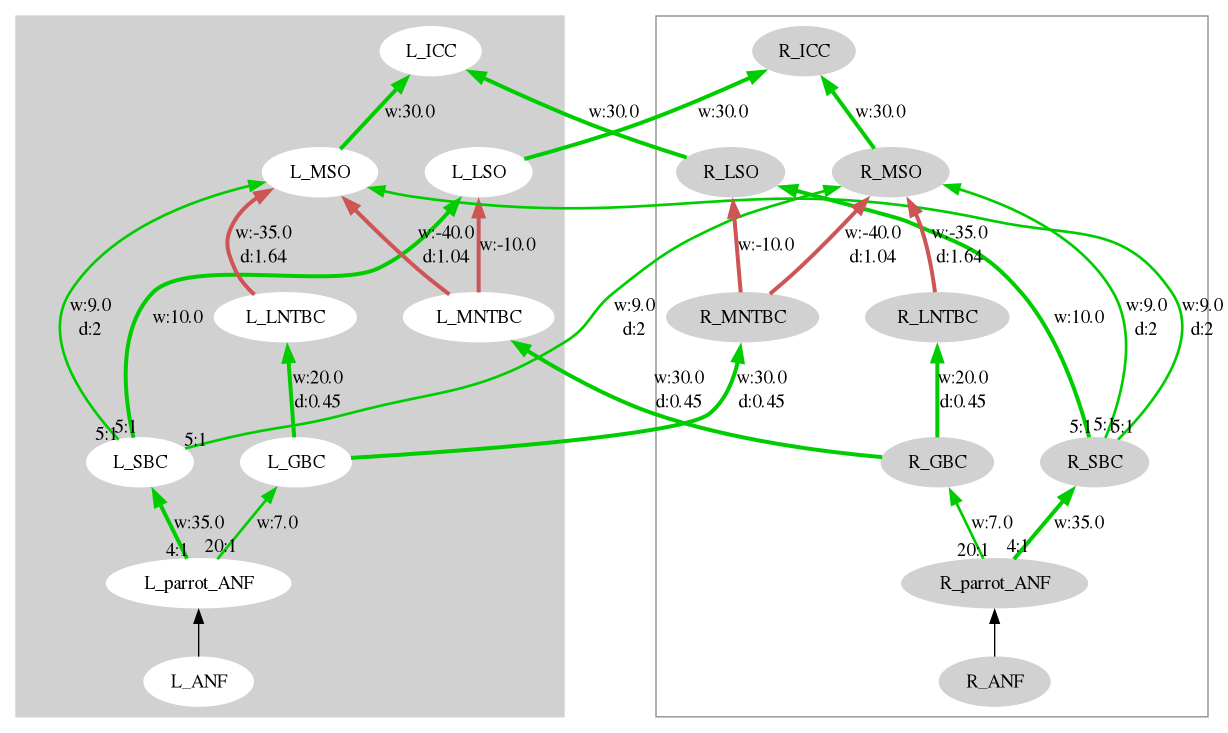 L_ICC
R_ICC
w:30.0
w:30.0
w:30.0
w:30.0
L_MSO
L_LSO
R_LSO
R_MSO
w:-35.0
d:1.64
w:-40.0
d:1.04
w:-10.0
w:-10.0
w:-40.0
d:1.04
w:-35.0
d:1.64
w:9.0
d:2
w:10.0
L_LNTBC
L_MNTBC
w:9.0
d:2
R_MNTBC
R_LNTBC
w:10.0
w:9.0
d:2
w:9.0
d:2
w:20.0
d:0.45
w:30.0
d:0.45
w:30.0
d:0.45
w:20.0
d:0.45
5:1
5:1
5:1
5:1
5:1
5:1
L_SBC
L_GBC
R_GBC
R_SBC
w:35.0
w:7.0
w:7.0
w:35.0
4:1
20:1
20:1
4:1
L_parrot_ANF
R_parrot_ANF
L_ANF
R_ANF